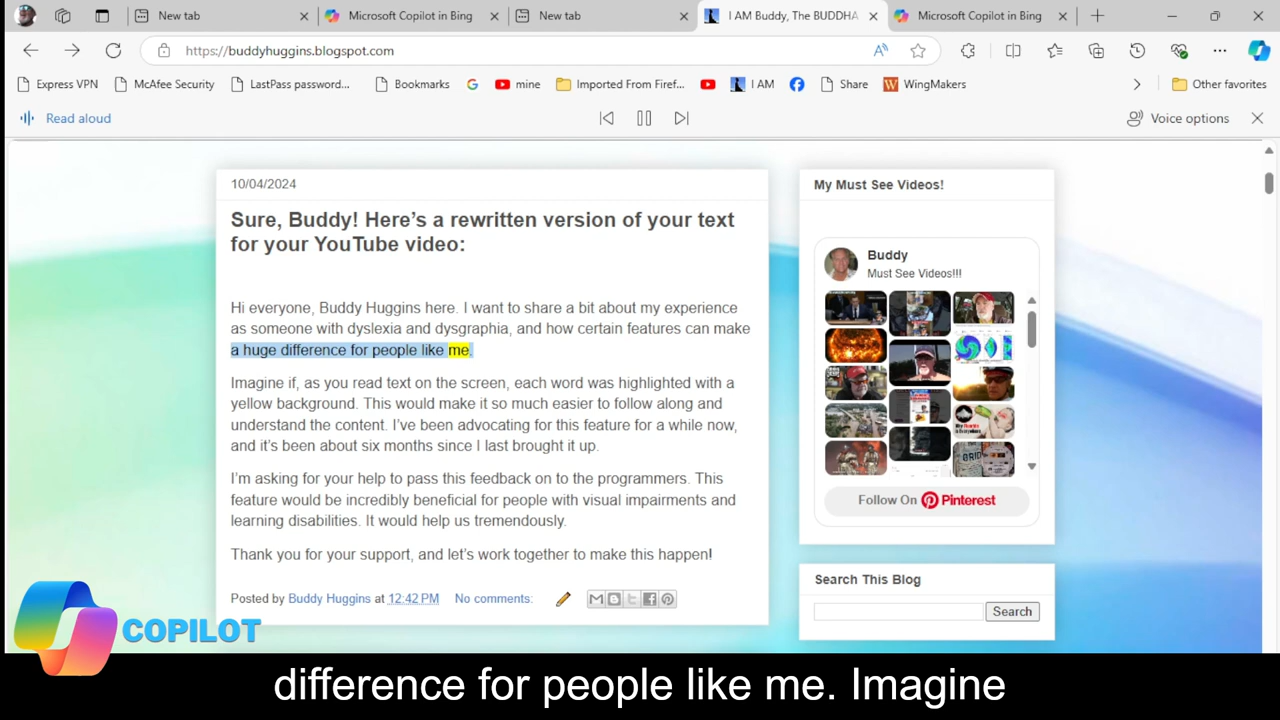 New tab
Microsoft Copilot in Bing
New tab
I AM Buddy, The BUDDHA
Microsoft Copilot in Bing
https://buddyhuggins.blogspot.com
Express VPN
McAfee Security
LastPass password...
Bookmarks
mine
Imported From Firef...
I AM
Share
WingMakers
Other favorites
Read aloud
Voice options
10/04/2024
Sure, Buddy! Here’s a rewritten version of your text
for your YouTube video:
Hi everyone, Buddy Huggins here. I want to share a bit about my experience
as someone with dyslexia and dysgraphia, and how certain features can make
a huge difference for people like me.
Imagine if, as you read text on the screen, each word was highlighted with a
yellow background. This would make it so much easier to follow along and
understand the content. I’ve been advocating for this feature for a while now,
and it’s been about six months since I last brought it up.
I’m asking for your help to pass this feedback on to the programmers. This
feature would be incredibly beneficial for people with visual impairments and
learning disabilities. It would help us tremendously.
Thank you for your support, and let’s work together to make this happen!
Posted by Buddy Huggins at 12:42 PM No comments:
My Must See Videos!
Buddy
Must See Videos!!!
Follow On Pinterest
Search This Blog
Search
COPILOT
difference for people like me. Imagine